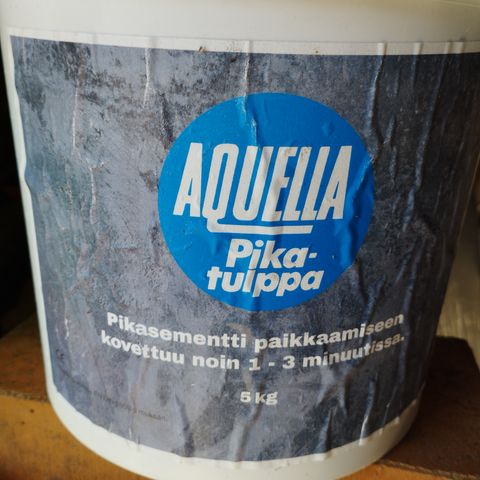 AQUELLA
Pika-
tulppa
Pikasementti paikkaamiseen
kovettuu noin 1 - 3 minuutissa.
5 kg